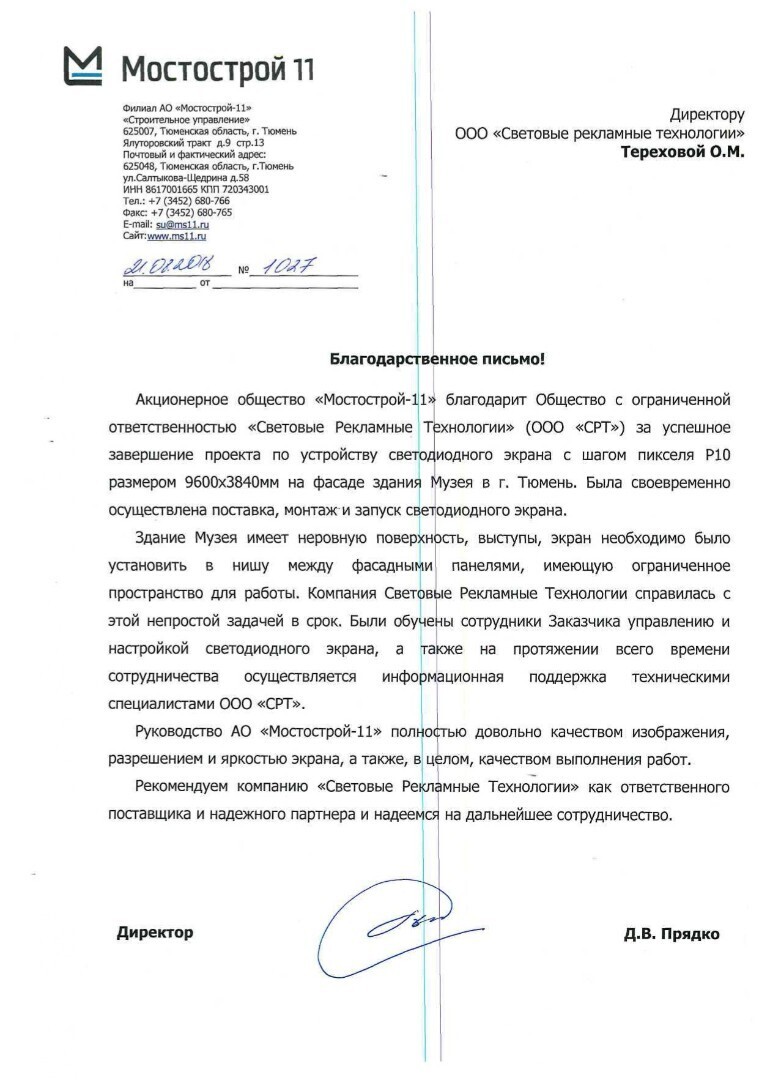 Мостострой 11
Филиал АО «Мостострой-11»
«Строительное управление»
625007, Тюменская область, г. Тюмень
Ялуторовский тракт д.9 стр.13
Почтовый и фактический адрес:
625048, Тюменская область, г.Тюмень
ул.Салтыкова-Щедрина д.58
ИНН 8617001665 КПП 720343001
Тел.: +7 (3452) 680-766
Факс: +7 (3452) 680-765
E-mail: su@ms11.ru
Сайт:www.ms11.ru
21.02.2018 № 1027
на от
Директору
ООО «Световые рекламные технологии»
Тереховой О.М.
Благодарственное письмо!
Акционерное общество «Мостострой-11» благодарит Общество с ограниченной
ответственностью «Световые Рекламные Технологии» (ООО «СРТ») за успешное
завершение проекта по устройству светодиодного экрана с шагом пикселя Р10
размером 9600х3840мм на фасаде здания Музея в г. Тюмень. Была своевременно
осуществлена поставка, монтаж и запуск светодиодного экрана.
Здание Музея имеет неровную поверхность, выступы, экран необходимо было
установить в нишу между фасадными панелями, имеющую ограниченное
пространство для работы. Компания Световые Рекламные Технологии справилась с
этой непростой задачей в срок. Были обучены сотрудники Заказчика управлению и
настройкой светодиодного экрана, а также на протяжении всего времени
сотрудничества осуществляется информационная поддержка техническими
специалистами ООО «СРТ».
Руководство АО «Мостострой-11» полностью довольно качеством изображения,
разрешением и яркостью экрана, а также, в целом, качеством выполнения работ.
Рекомендуем компанию «Световые Рекламные Технологии» как ответственного
поставщика и надежного партнера и надеемся на дальнейшее сотрудничество.
Директор
Д.В. Прядко